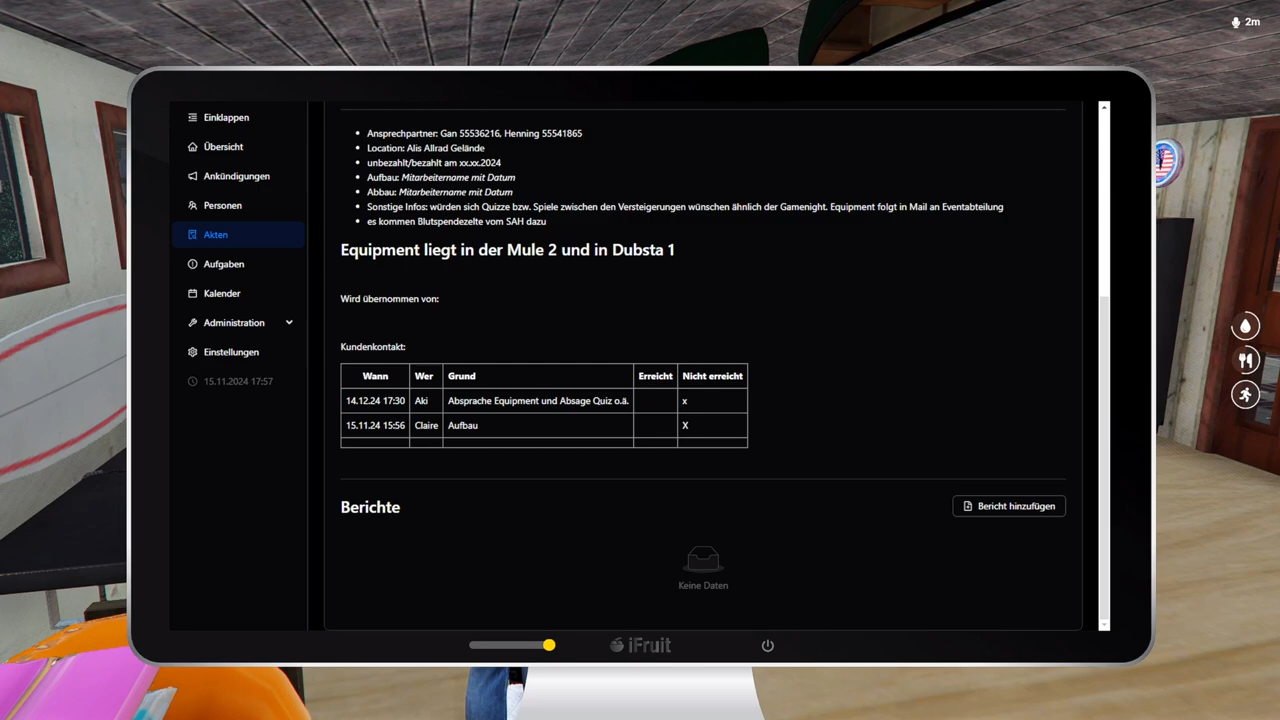 2m
Einklappen
Übersicht
Ankündigungen
Personen
Akten
Aufgaben
Kalender
Administration
Einstellungen
15.11.2024 17:57
Ansprechpartner: Gan 55536216, Henning 55541865
Location: Alis Allrad Gelände
unbezahlt/bezahlt am xx.xx.2024
Aufbau: Mitarbeitername mit Datum
Abbau: Mitarbeitername mit Datum
Sonstige Infos: würden sich Quizze bzw. Spiele zwischen den Versteigerungen wünschen ähnlich der Gamenight. Equipment folgt in Mail an Eventabteilung
es kommen Blutspendezelte vom SAH dazu
Equipment liegt in der Mule 2 und in Dubsta 1
Wird übernommen von:
Kundenkontakt:
Wann Wer Grund Erreicht Nicht erreicht
14.12.24 17:30 Aki Absprache Equipment und Absage Quiz o.ä. x
15.11.24 15:56 Claire Aufbau X
Berichte
Bericht hinzufügen
Keine Daten
iFruit